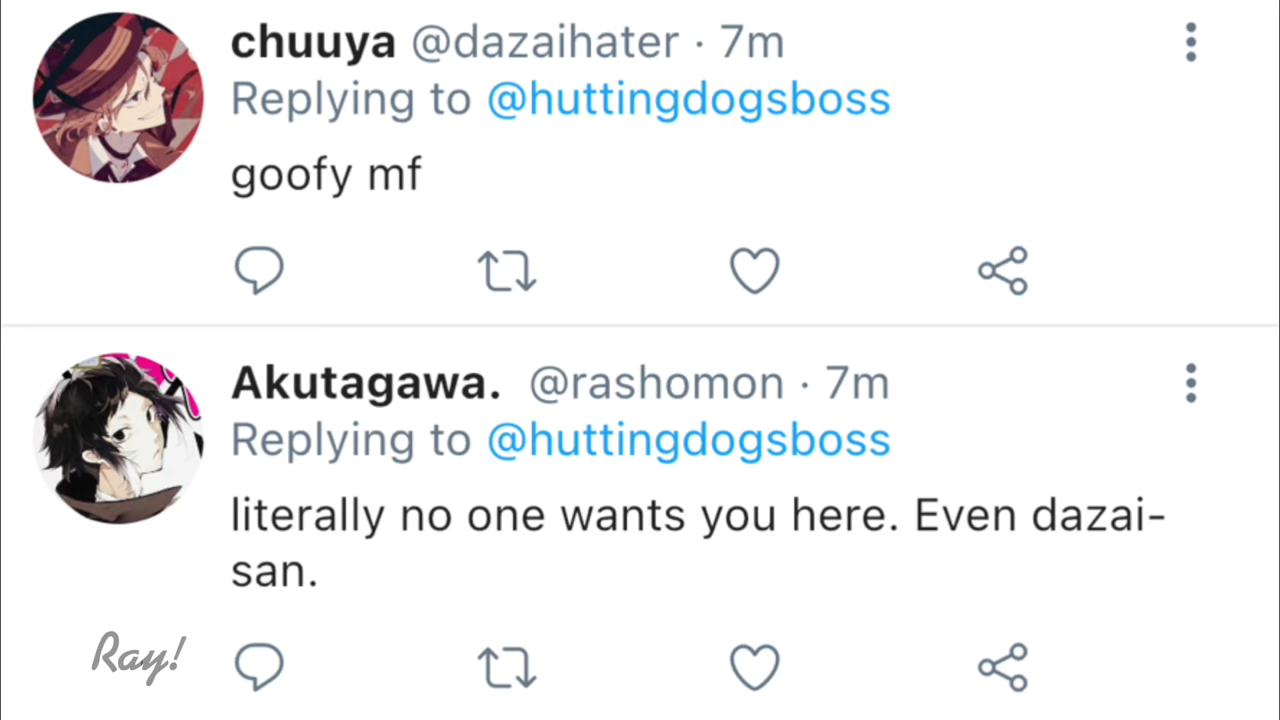 chuuya @dazaihater · 7m
Replying to @huttingdogsboss
goofy mf
Akutagawa. @rashomon · 7m
Replying to @huttingdogsboss
literally no one wants you here. Even dazai-
san.
Ray!